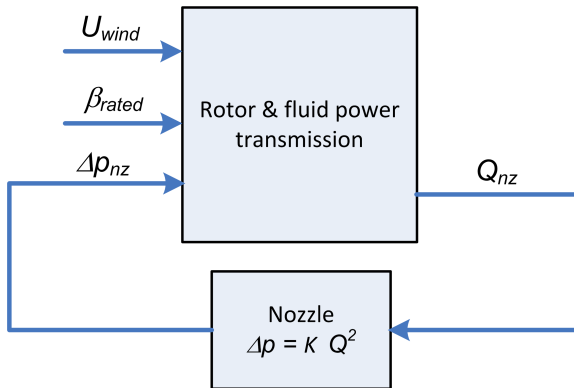 U_wind
β_rated
Δp_nz
Rotor & fluid power
transmission
Q_nz
Nozzle
Δp = K Q²